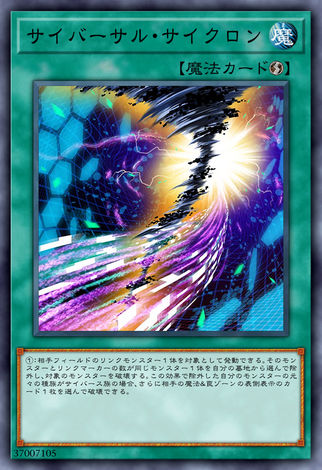 サイバーサル・サイクロン
魔
【魔法カード】
①:相手フィールドのリンクモンスター1体を対象として発動できる。そのモン
スターとリンクマーカーの数が同じモンスター1体を自分の墓地から選んで除
外し、対象のモンスターを破壊する。この効果で除外した自分のモンスターの元
々の種族がサイバース族の場合、さらに相手の魔法&罠ゾーンの表側表示のカ
ード1枚を選んで破壊できる。
37007105